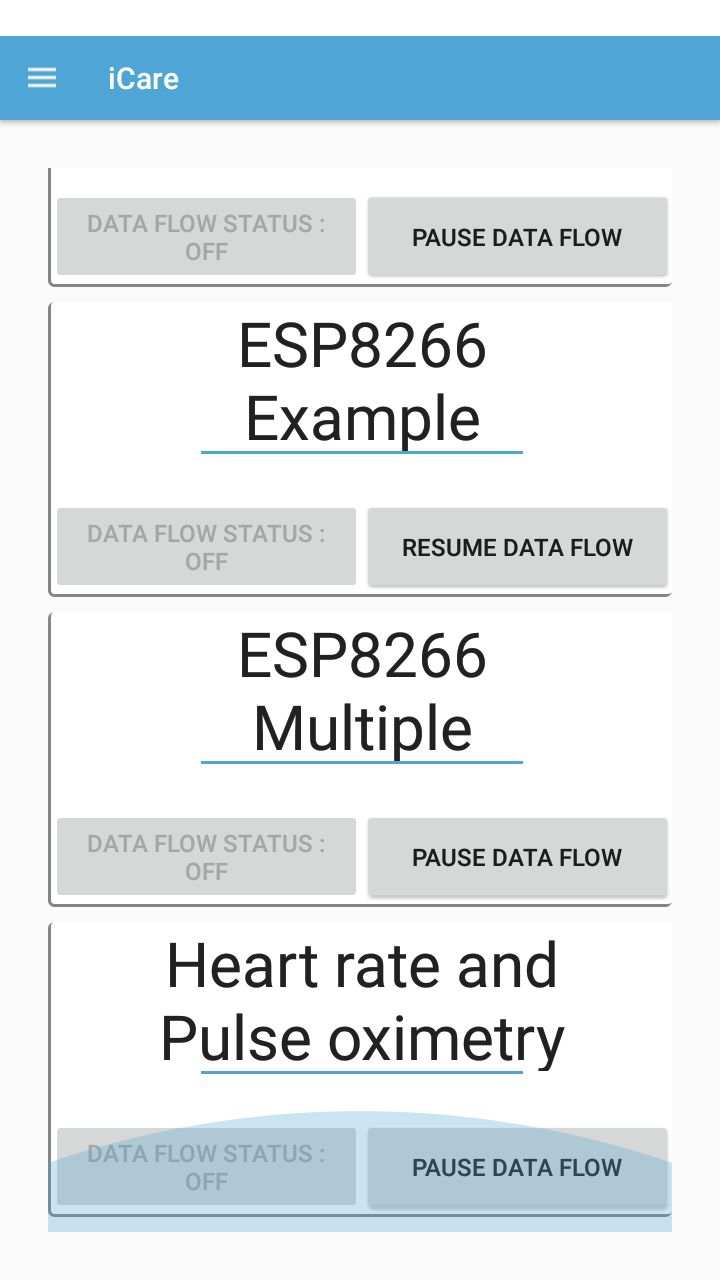 iCare
DATA FLOW STATUS :
OFF
PAUSE DATA FLOW
ESP8266
Example
DATA FLOW STATUS :
OFF
RESUME DATA FLOW
ESP8266
Multiple
DATA FLOW STATUS :
OFF
PAUSE DATA FLOW
Heart rate and
Pulse oximetry
DATA FLOW STATUS :
OFF
PAUSE DATA FLOW